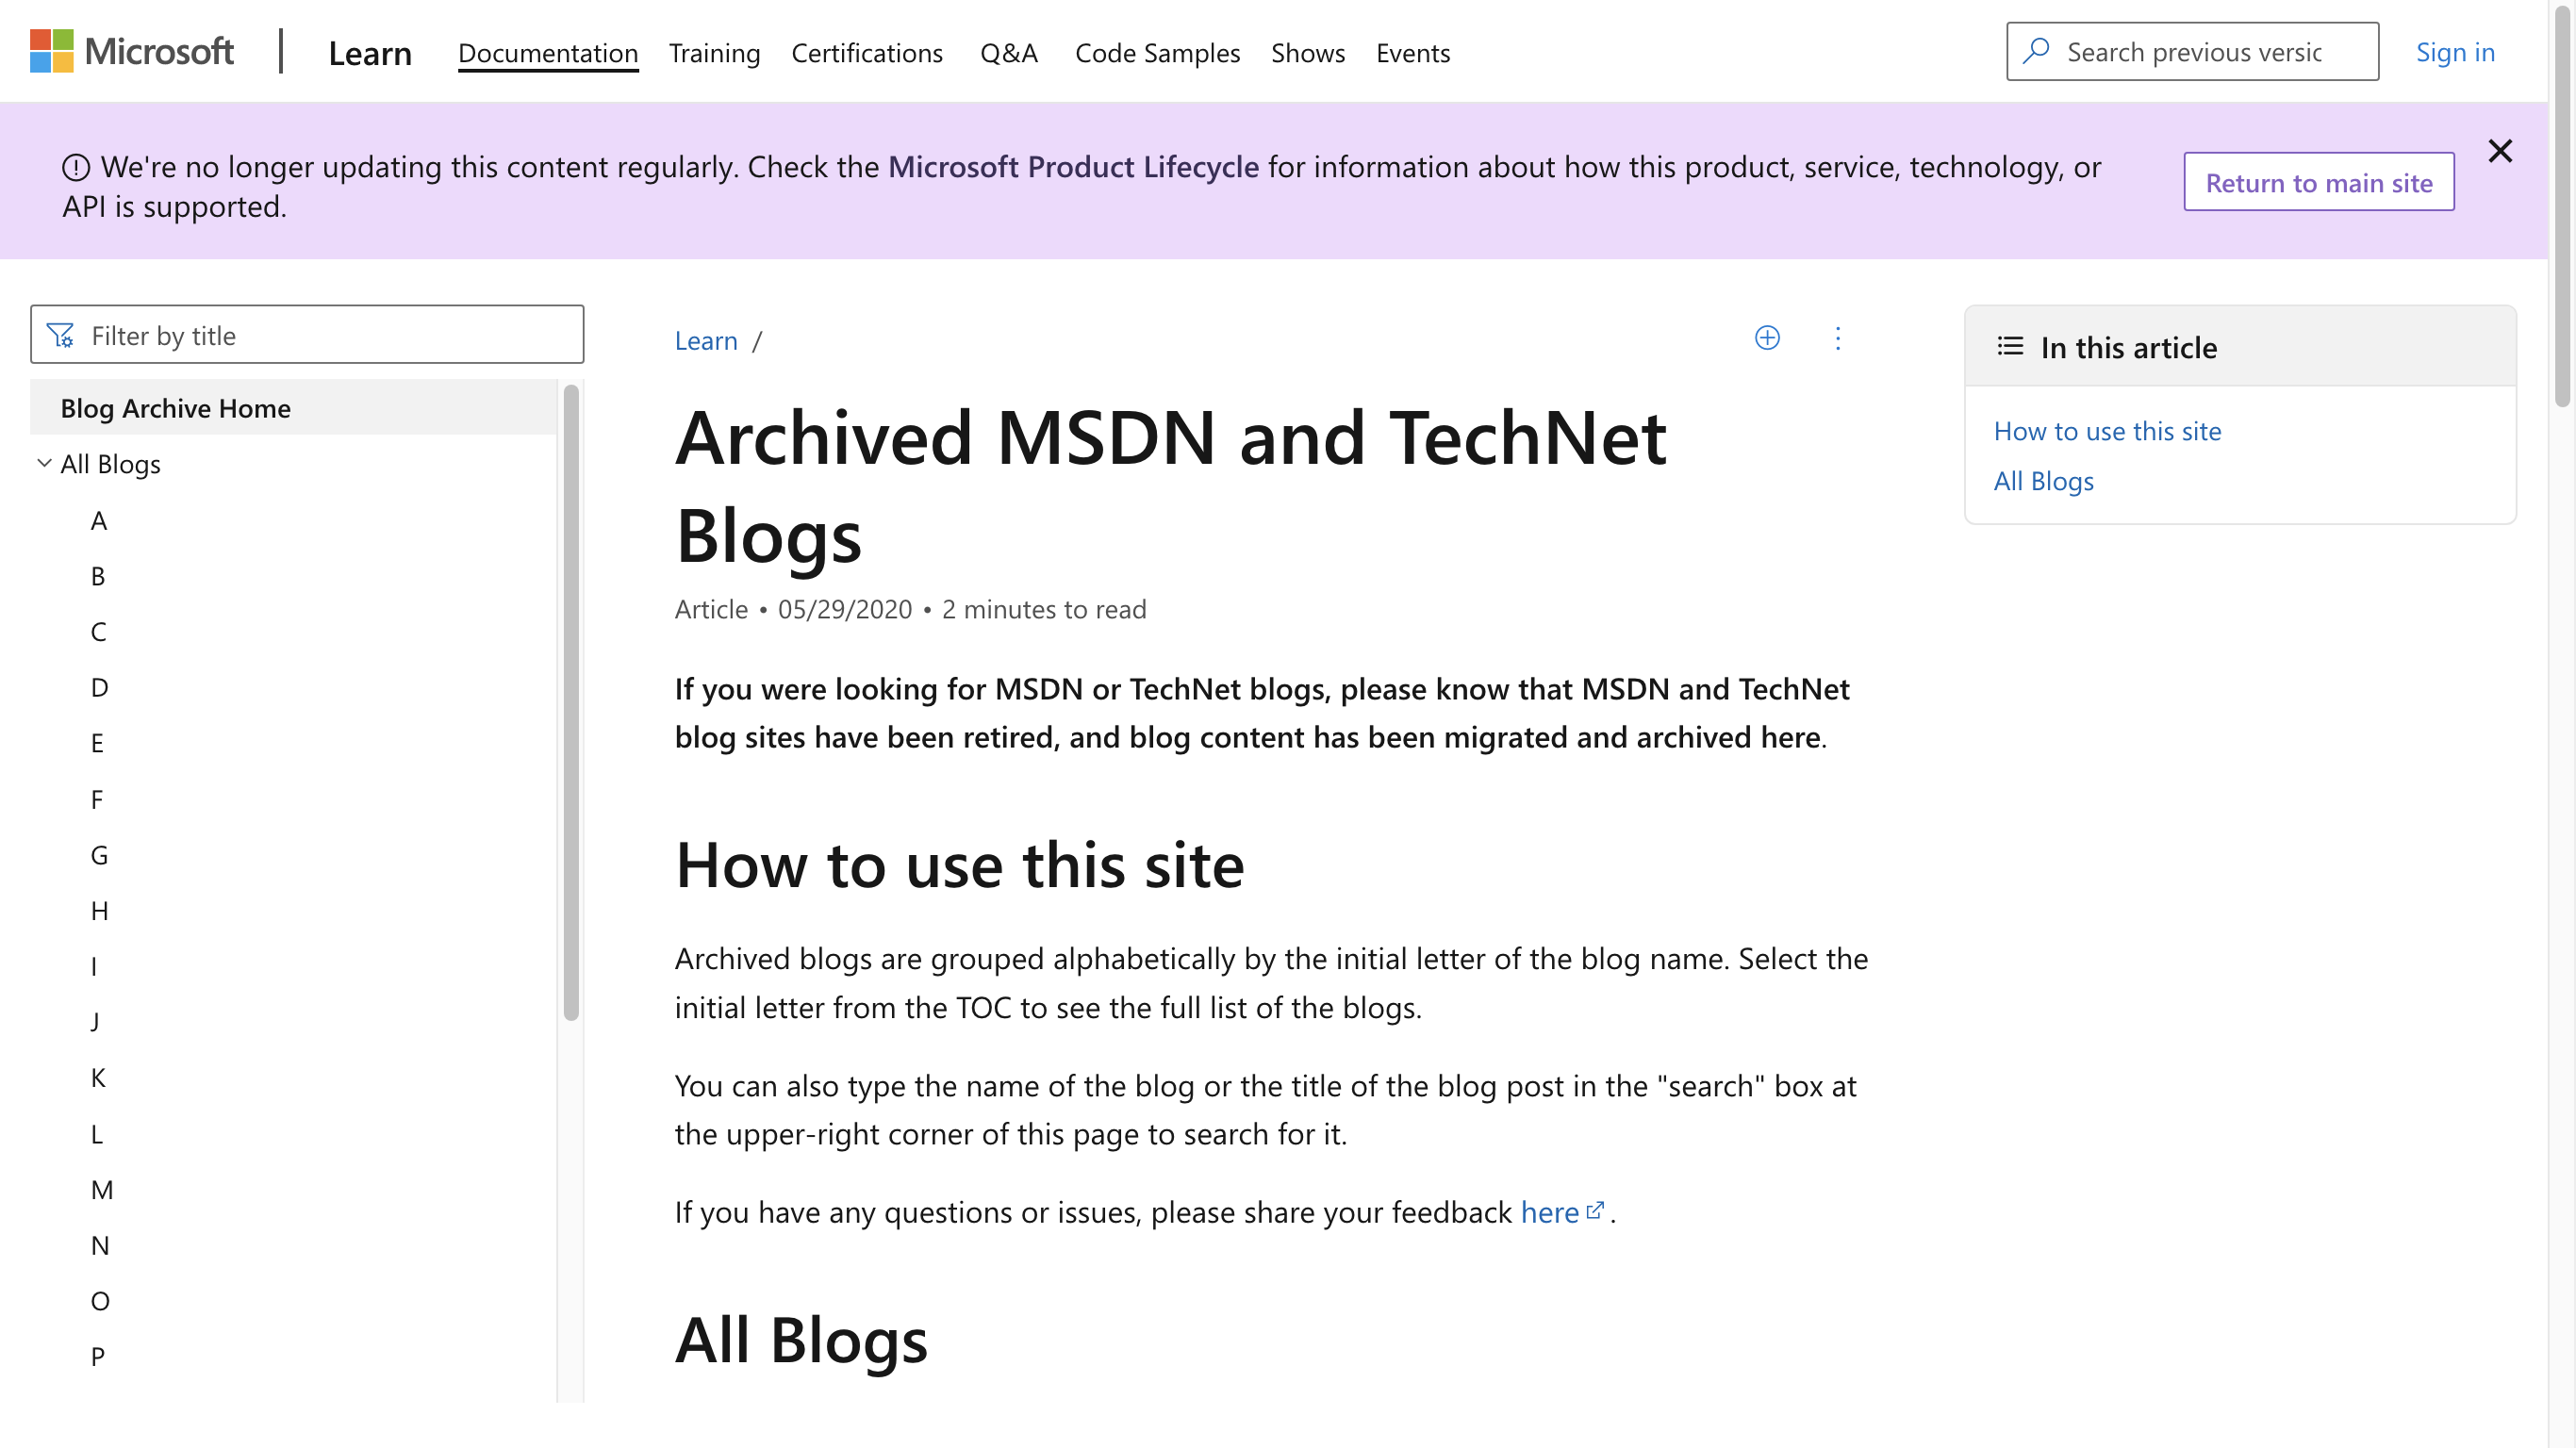 Microsoft
Learn
Documentation
Training
Certifications
Q&A
Code Samples
Shows
Events
Search previous versic
Sign in
We're no longer updating this content regularly. Check the Microsoft Product Lifecycle for information about how this product, service, technology, or
API is supported.
Return to main site
Filter by title
Blog Archive Home
All Blogs
A
B
C
D
E
F
G
H
I
J
K
L
M
N
O
P
Learn /
Archived MSDN and TechNet
Blogs
Article • 05/29/2020 • 2 minutes to read
If you were looking for MSDN or TechNet blogs, please know that MSDN and TechNet
blog sites have been retired, and blog content has been migrated and archived here.
How to use this site
Archived blogs are grouped alphabetically by the initial letter of the blog name. Select the
initial letter from the TOC to see the full list of the blogs.
You can also type the name of the blog or the title of the blog post in the "search" box at
the upper-right corner of this page to search for it.
If you have any questions or issues, please share your feedback here.
All Blogs
In this article
How to use this site
All Blogs